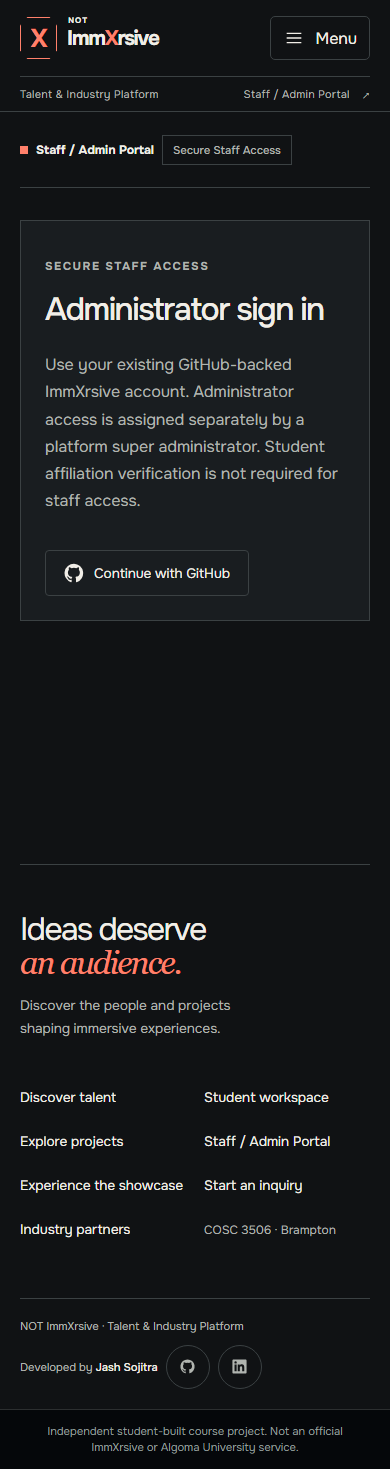 X
NOT
ImmXrsive
Menu
Talent & Industry Platform
Staff / Admin Portal ↗
Staff / Admin Portal
Secure Staff Access
SECURE STAFF ACCESS
Administrator sign in
Use your existing GitHub-backed
ImmXrsive account. Administrator
access is assigned separately by a
platform super administrator. Student
affiliation verification is not required for
staff access.
Continue with GitHub
Ideas deserve
an audience.
Discover the people and projects
shaping immersive experiences.
Discover talent
Student workspace
Explore projects
Staff / Admin Portal
Experience the showcase
Start an inquiry
Industry partners
COSC 3506 · Brampton
NOT ImmXrsive · Talent & Industry Platform
Developed by Jash Sojitra
Independent student-built course project. Not an official
ImmXrsive or Algoma University service.